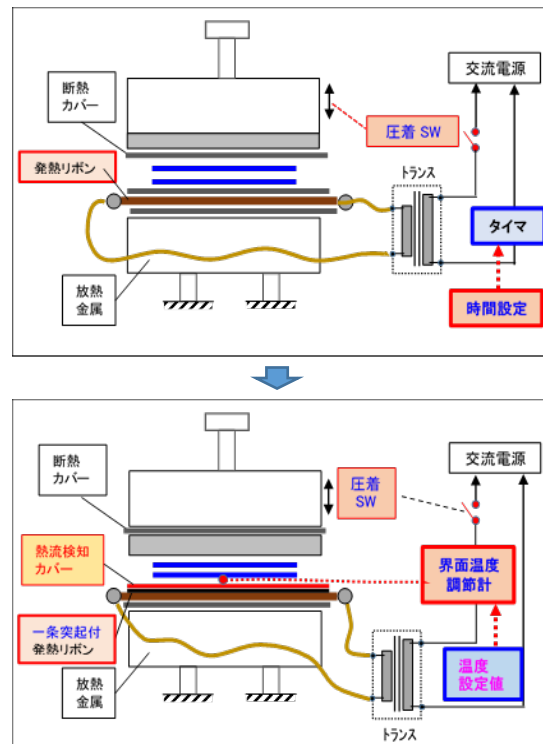 交流電源
断熱
カバー
圧着 SW
発熱リボン
トランス
タイマ
放熱
金属
時間設定
交流電源
断熱
カバー
圧着
SW
熱流検知
カバー
界面温度
調節計
一条突起付
発熱リボン
温度
設定値
放熱
金属
トランス